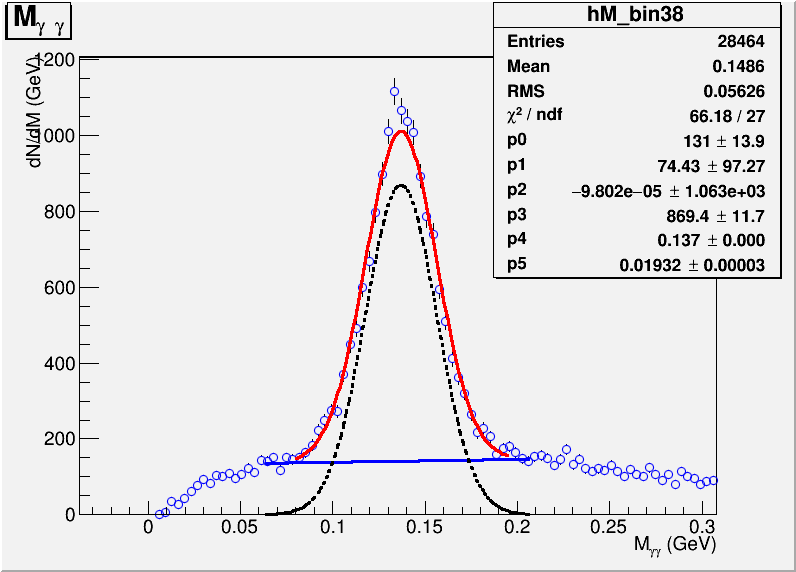 M_γ γ
hM_bin38
Entries 28464
Mean 0.1486
RMS 0.05626
χ² / ndf 66.18 / 27
p0 131 ± 13.9
p1 74.43 ± 97.27
p2 −9.802e−05 ± 1.063e+03
p3 869.4 ± 11.7
p4 0.137 ± 0.000
p5 0.01932 ± 0.00003
dN/dM (GeV)
1200
1000
800
600
400
200
0
0 0.05 0.1 0.15 0.2 0.25 0.3
M_γγ (GeV)